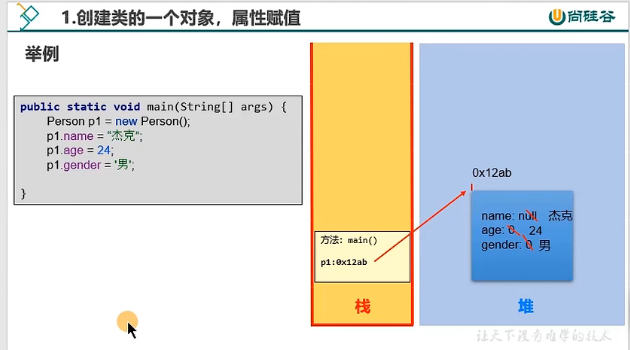 1.创建类的一个对象，属性赋值
尚硅谷
举例
public static void main(String[] args) {
Person p1 = new Person();
p1.name = "杰克";
p1.age = 24;
p1.gender = '男';
}
方法: main()
p1:0x12ab
栈
0x12ab
name: null 杰克
age: 0 24
gender: 0 男
堆
让天下没有难学的技术